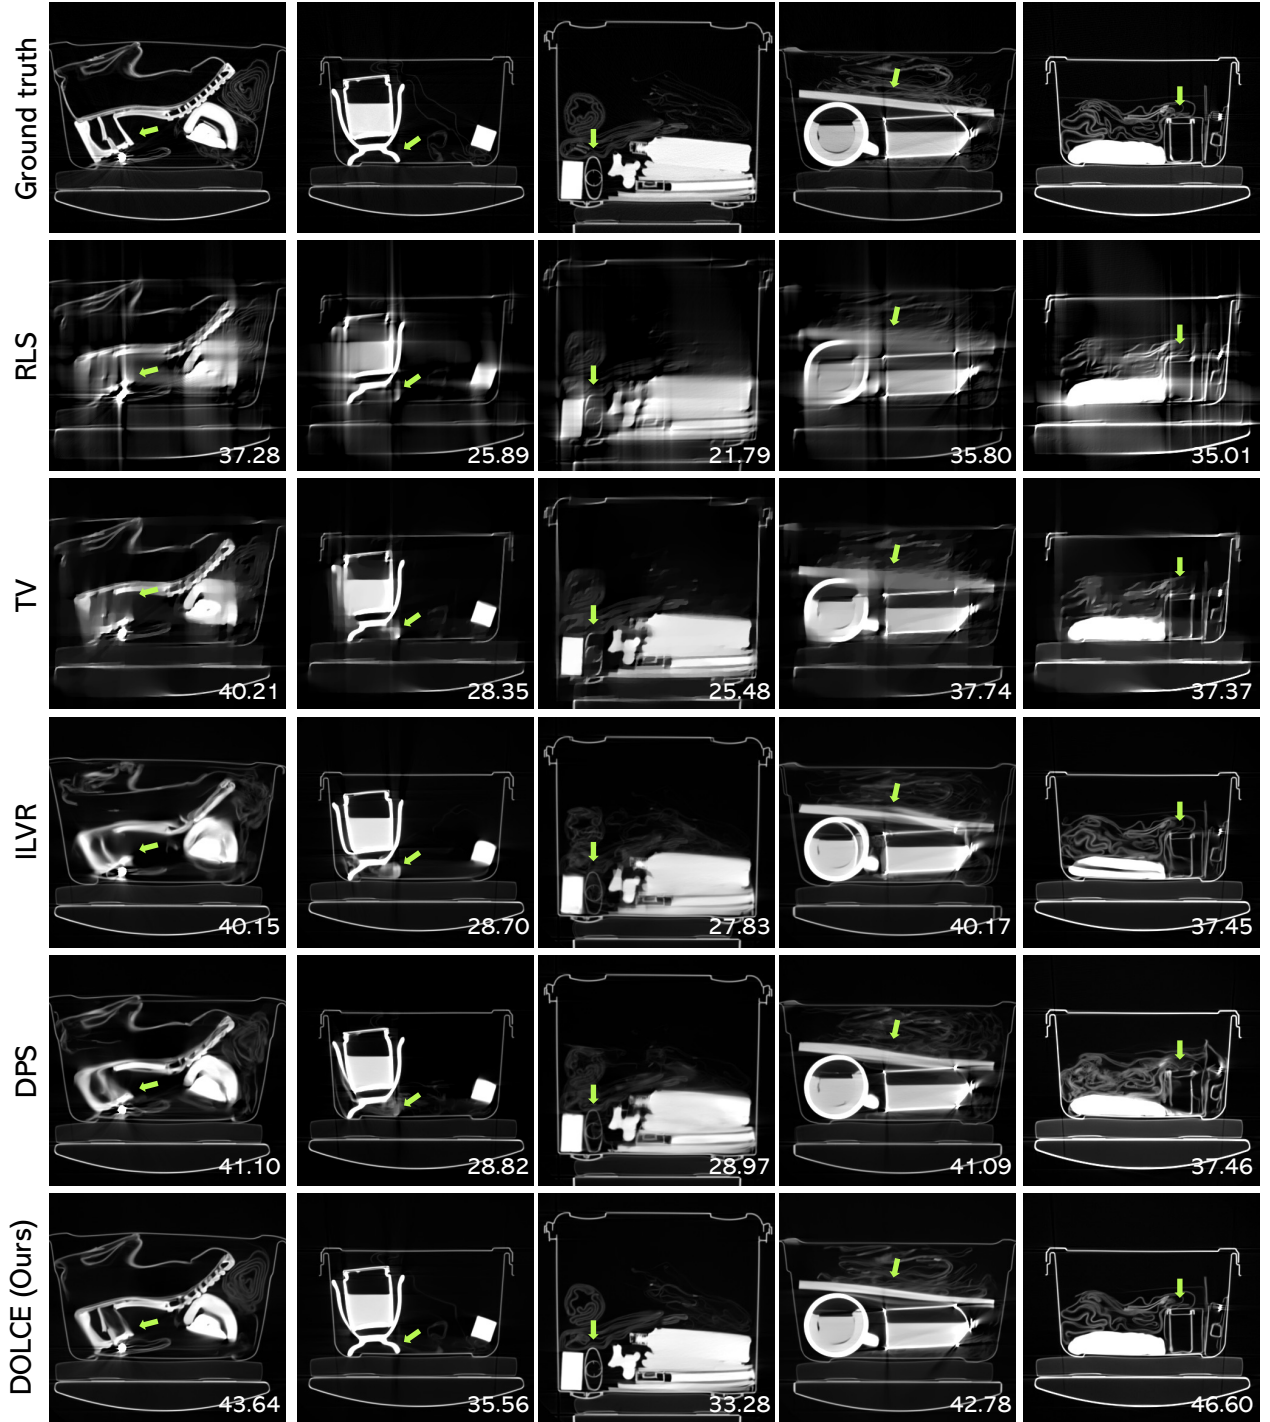 Ground truth
RLS
37.28 25.89 21.79 35.80 35.01
TV
40.21 28.35 25.48 37.74 37.37
ILVR
40.15 28.70 27.83 40.17 37.45
DPS
41.10 28.82 28.97 41.09 37.46
DOLCE (Ours)
43.64 35.56 33.28 42.78 46.60